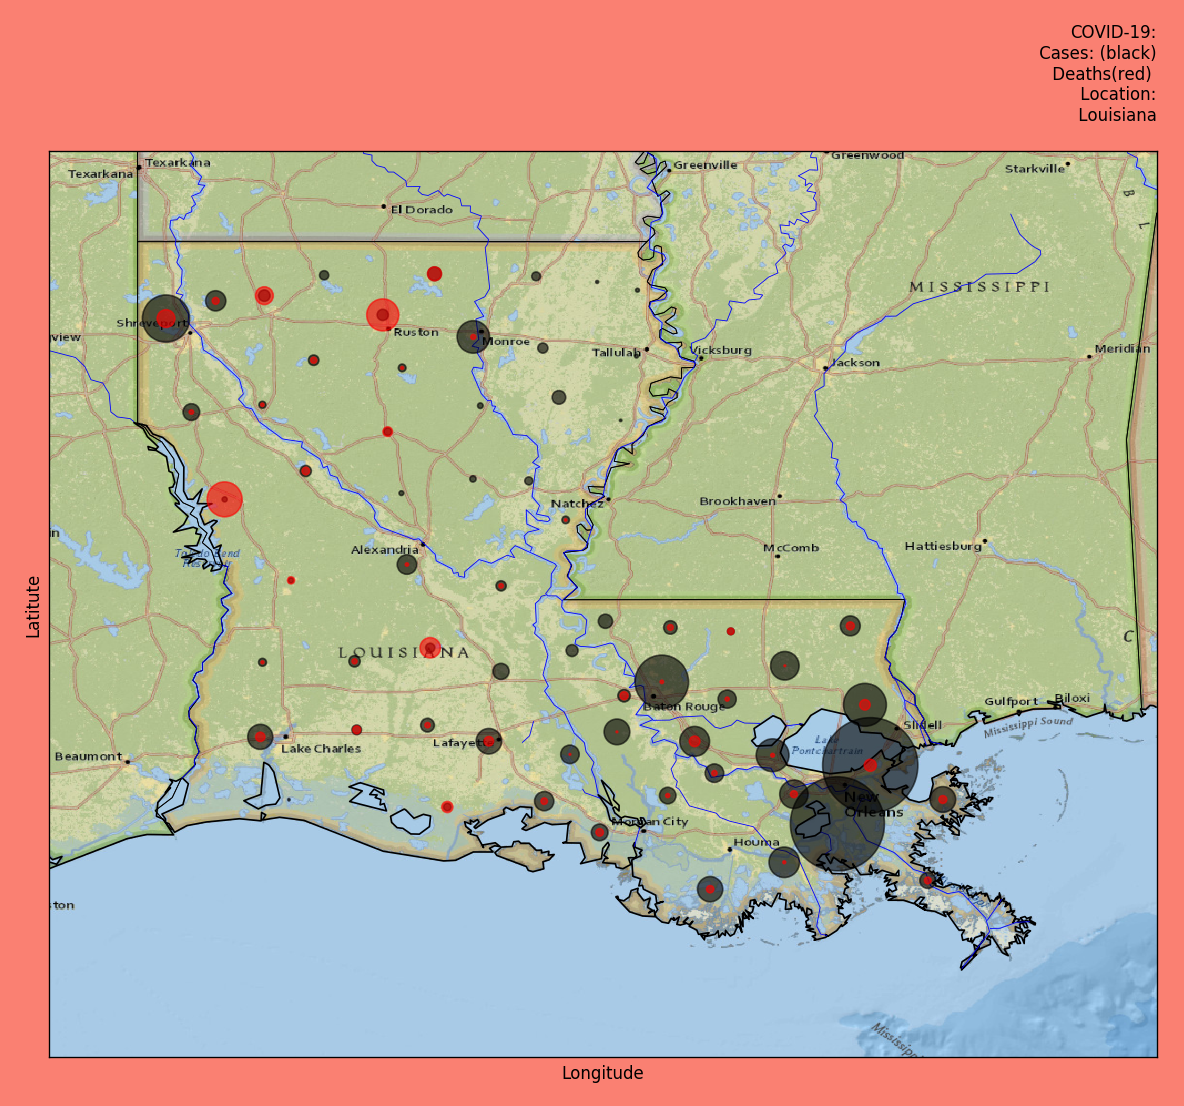 COVID-19:
Cases: (black)
Deaths(red)
Location:
Louisiana
Texarkana
Texarkana
Greenville
Greenwood
Starkville
B
L
El Dorado
MISSISSIPPI
Shreveport
Ruston
Monroe
view
Tallulah
Vicksburg
Jackson
Meridian
Natchez
Brookhaven
Alexandria
Toledo Bend
McComb
Hattiesburg
C
LOUISIANA
Baton Rouge
Gulfport
Biloxi
Mississippi Sound
Slidell
Lafayette
Lake Charles
Beaumont
Lake
Pontchartrain
New
Orleans
Morgan City
Houma
ston
Mississipp
Latitute
Longitude